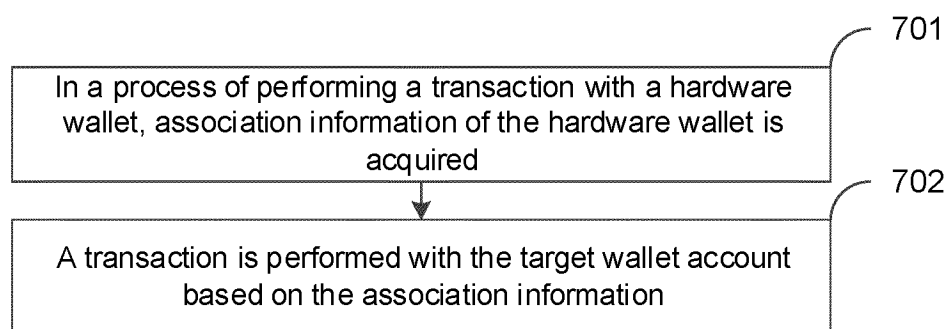 701
In a process of performing a transaction with a hardware
wallet, association information of the hardware wallet is
acquired
702
A transaction is performed with the target wallet account
based on the association information